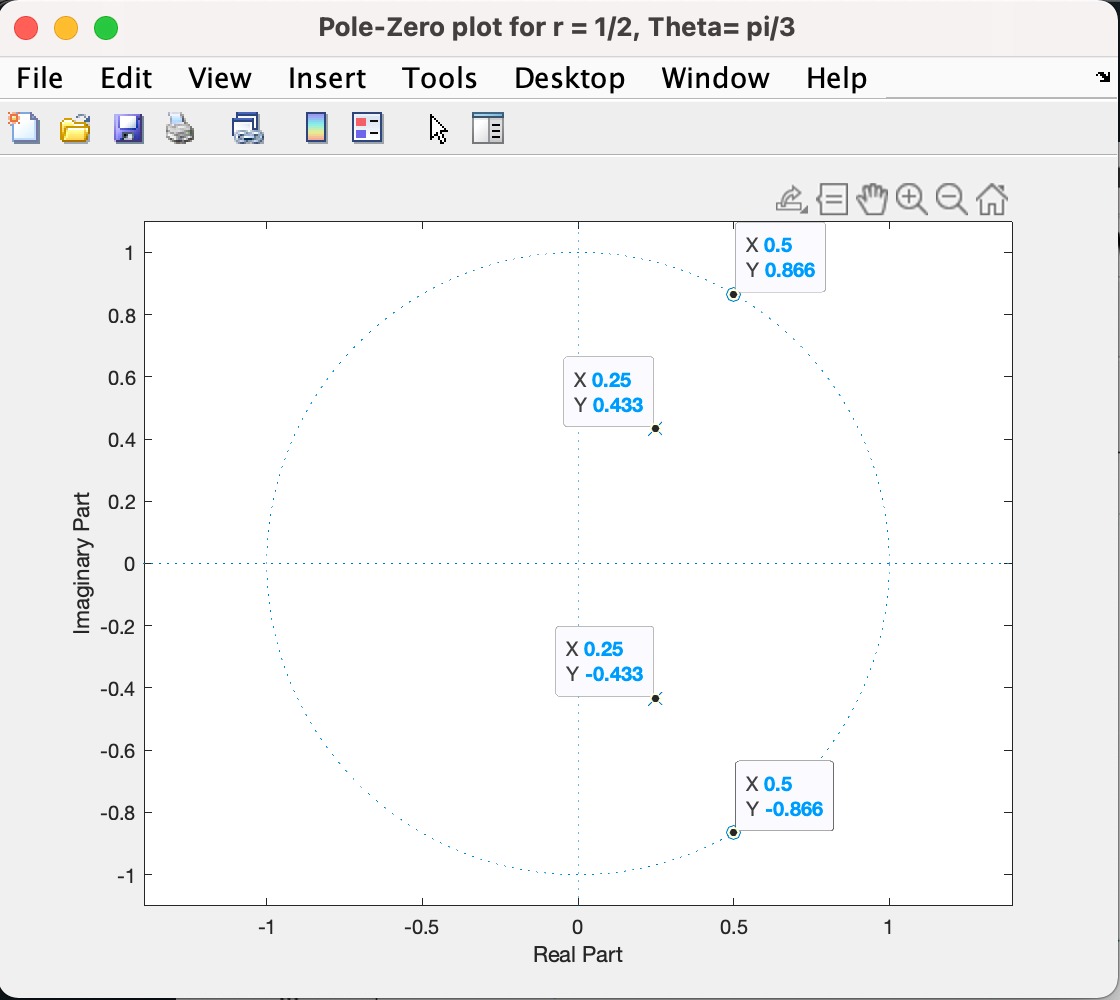 Pole-Zero plot for r = 1/2, Theta= pi/3
File Edit View Insert Tools Desktop Window Help
X 0.5
Y 0.866
X 0.25
Y 0.433
X 0.25
Y -0.433
X 0.5
Y -0.866
1
0.8
0.6
0.4
0.2
0
-0.2
-0.4
-0.6
-0.8
-1
Imaginary Part
-1 -0.5 0 0.5 1
Real Part